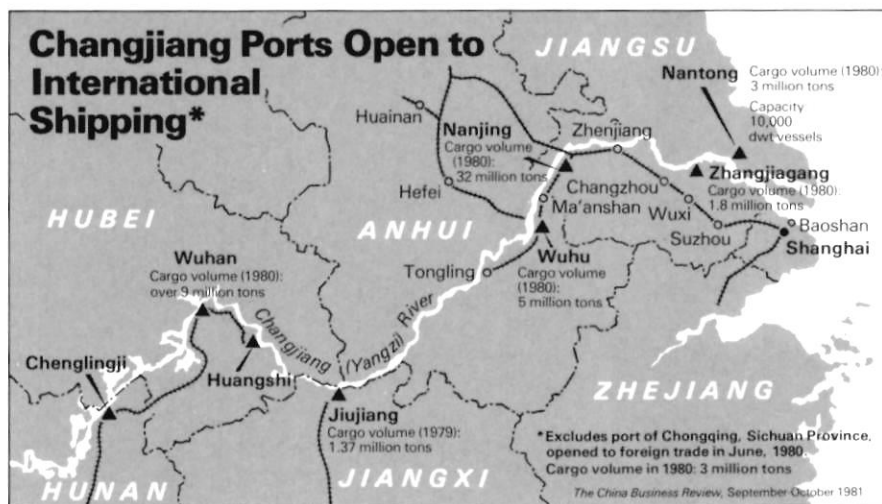 Changjiang Ports Open to
International
Shipping*
JIANGSU
Nantong
Cargo volume (1980):
3 million tons
Capacity
10,000
dwt vessels
Huainan
Nanjing
Cargo volume
(1980):
32 million tons
Zhenjiang
Zhangjiagang
Cargo volume (1980):
1.8 million tons
Hefei
Changzhou
Ma'anshan
Wuxi
Suzhou
Baoshan
Shanghai
HUBEI
ANHUI
Wuhan
Cargo volume (1980):
over 9 million tons
Tongling
Wuhu
Cargo volume
(1980):
5 million tons
Changjiang
(Yangzi) River
Chenglingji
Huangshi
ZHEJIANG
Jiujiang
Cargo volume (1979):
1.37 million tons
HUNAN
JIANGXI
*Excludes port of Chongqing, Sichuan Province,
opened to foreign trade in June, 1980.
Cargo volume in 1980: 3 million tons
The China Business Review, September-October 1981